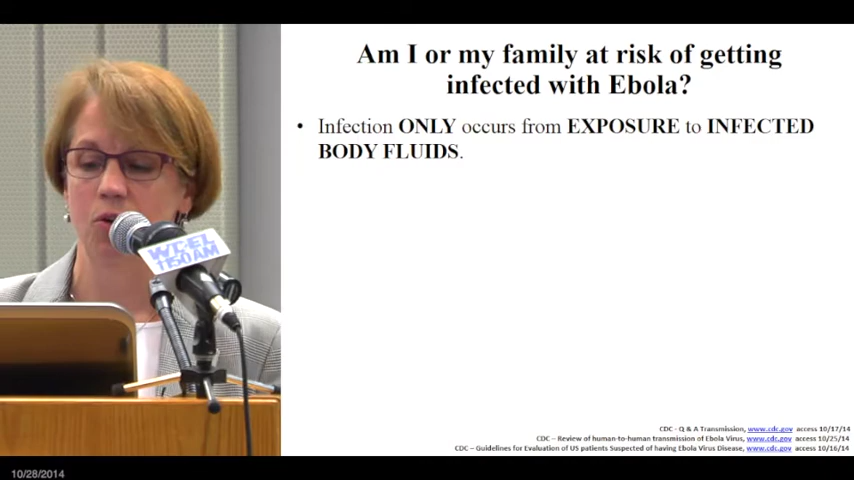 Am I or my family at risk of getting
infected with Ebola?
• Infection ONLY occurs from EXPOSURE to INFECTED
BODY FLUIDS.
1150AM
CDC - Q & A Transmission, www.cdc.gov access 10/17/14
CDC – Review of human-to-human transmission of Ebola Virus, www.cdc.gov access 10/25/14
CDC – Guidelines for Evaluation of US patients Suspected of having Ebola Virus Disease, www.cdc.gov access 10/16/14
10/28/2014